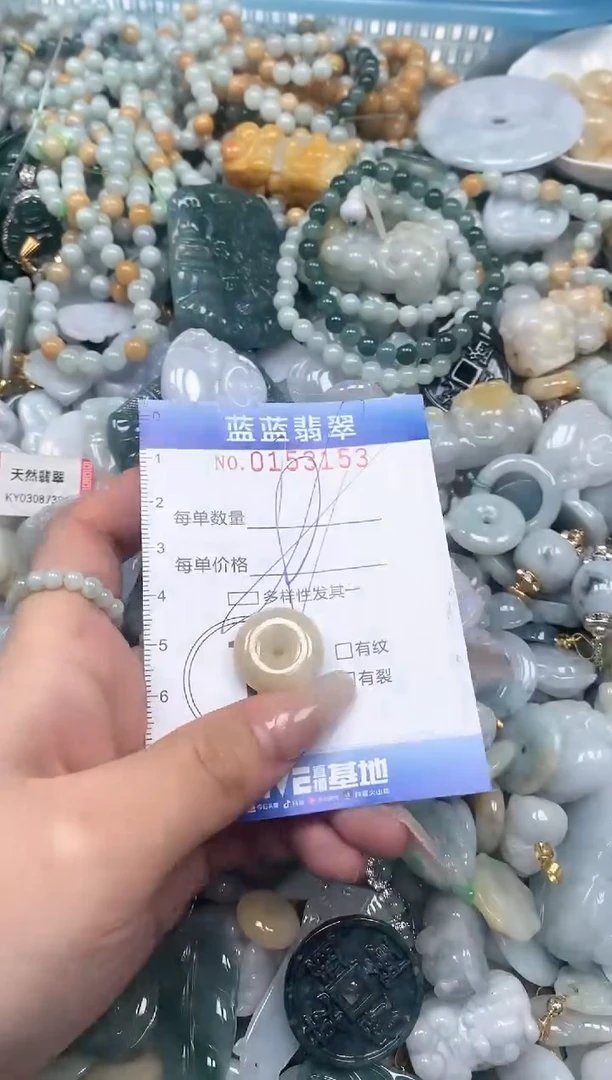 蓝蓝翡翠
NO.0153153
0
1
天然翡翠
2
每单数量
3
每单价格
4
多样性发其一
5
有纹
有裂
6
基地